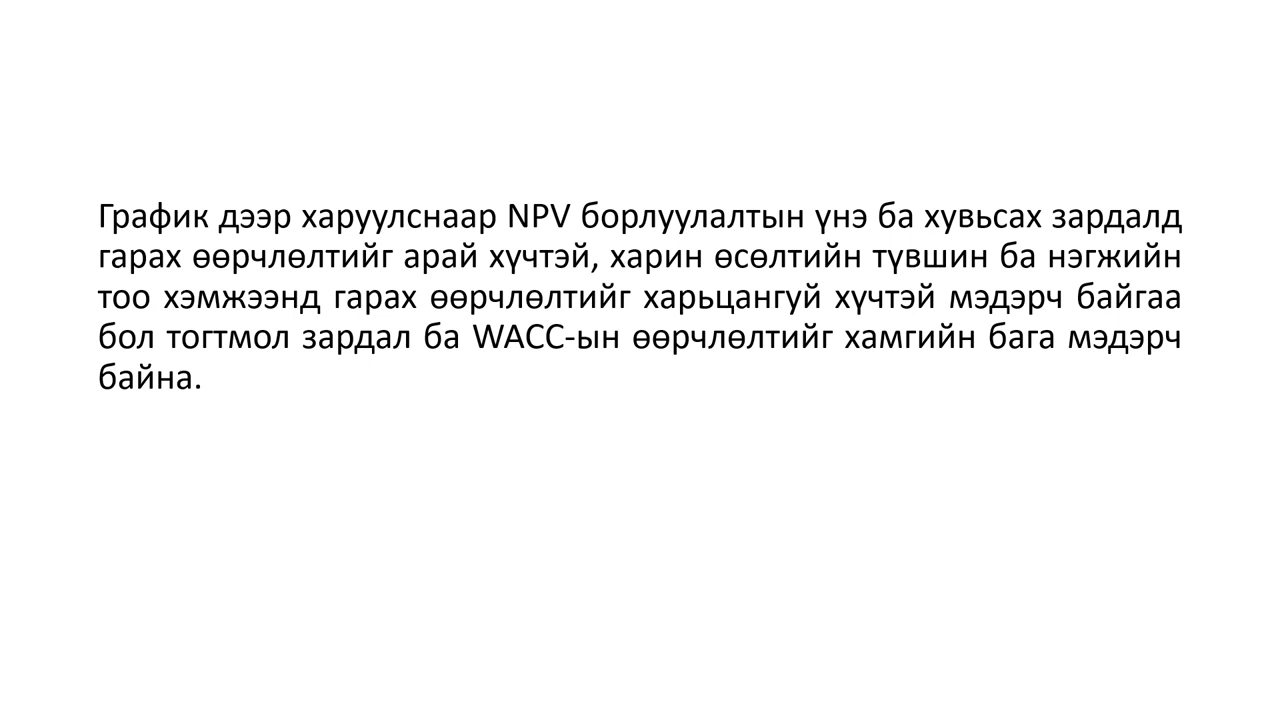 График дээр харуулснаар NPV борлуулалтын үнэ ба хувьсах зардалд
гарах өөрчлөлтийг арай хүчтэй, харин өсөлтийн түвшин ба нэгжийн
тоо хэмжээнд гарах өөрчлөлтийг харьцангуй хүчтэй мэдэрч байгаа
бол тогтмол зардал ба WACC-ын өөрчлөлтийг хамгийн бага мэдэрч
байна.